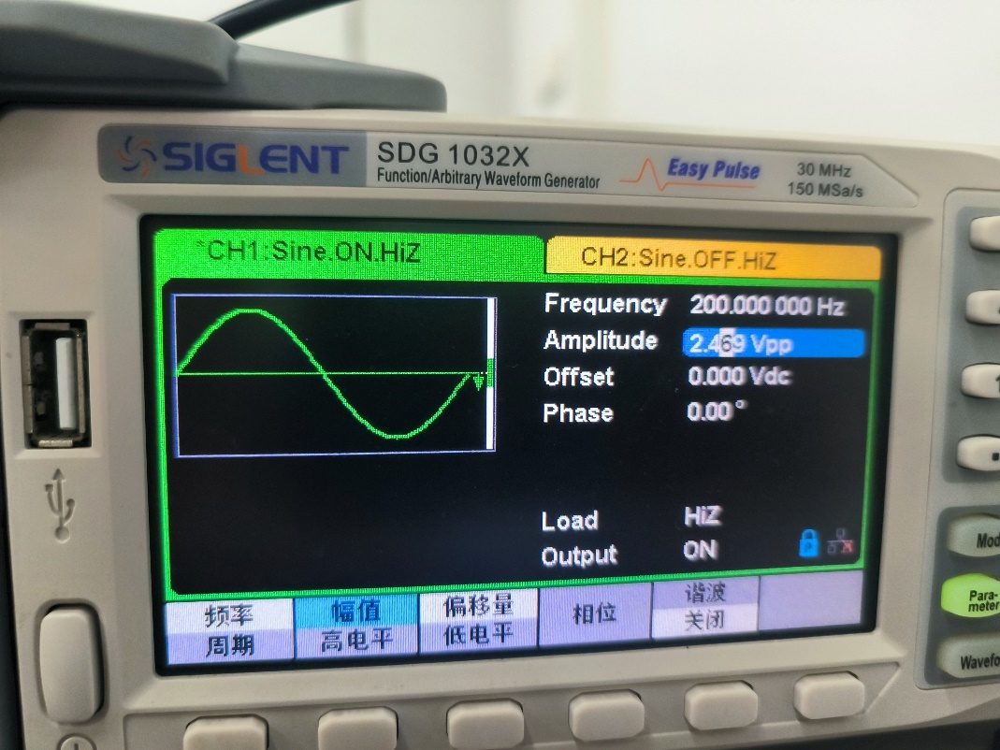 SIGLENT
SDG 1032X
Function/Arbitrary Waveform Generator
Easy Pulse
30 MHz
150 MSa/s
*CH1:Sine.ON.HiZ
CH2:Sine.OFF.HiZ
Frequency 200.000 000 Hz
Amplitude 2.469 Vpp
Offset 0.000 Vdc
Phase 0.00°
Load HiZ
Output ON
频率 幅值 偏移量 相位 谐波
周期 高电平 低电平 关闭
Mod
Para-
meter
Wavefo